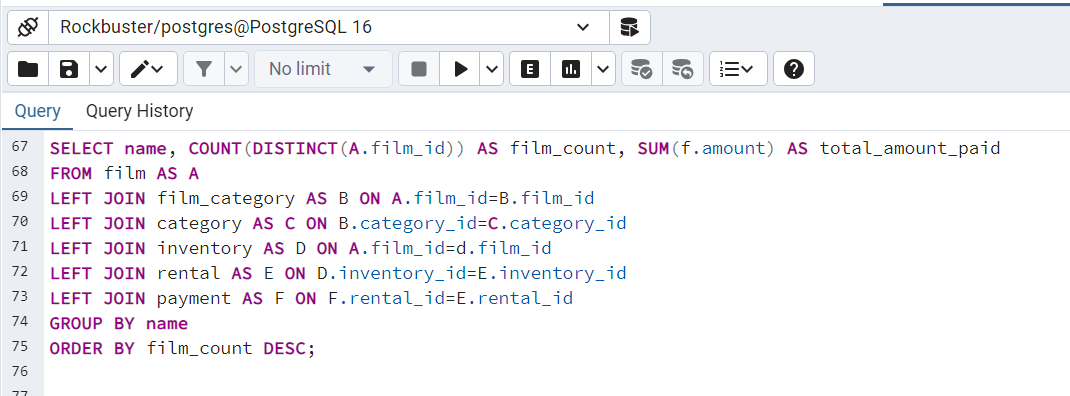 Rockbuster/postgres@PostgreSQL 16
No limit
E
Query Query History
67 SELECT name, COUNT(DISTINCT(A.film_id)) AS film_count, SUM(f.amount) AS total_amount_paid
68 FROM film AS A
69 LEFT JOIN film_category AS B ON A.film_id=B.film_id
70 LEFT JOIN category AS C ON B.category_id=C.category_id
71 LEFT JOIN inventory AS D ON A.film_id=d.film_id
72 LEFT JOIN rental AS E ON D.inventory_id=E.inventory_id
73 LEFT JOIN payment AS F ON F.rental_id=E.rental_id
74 GROUP BY name
75 ORDER BY film_count DESC;
76
77